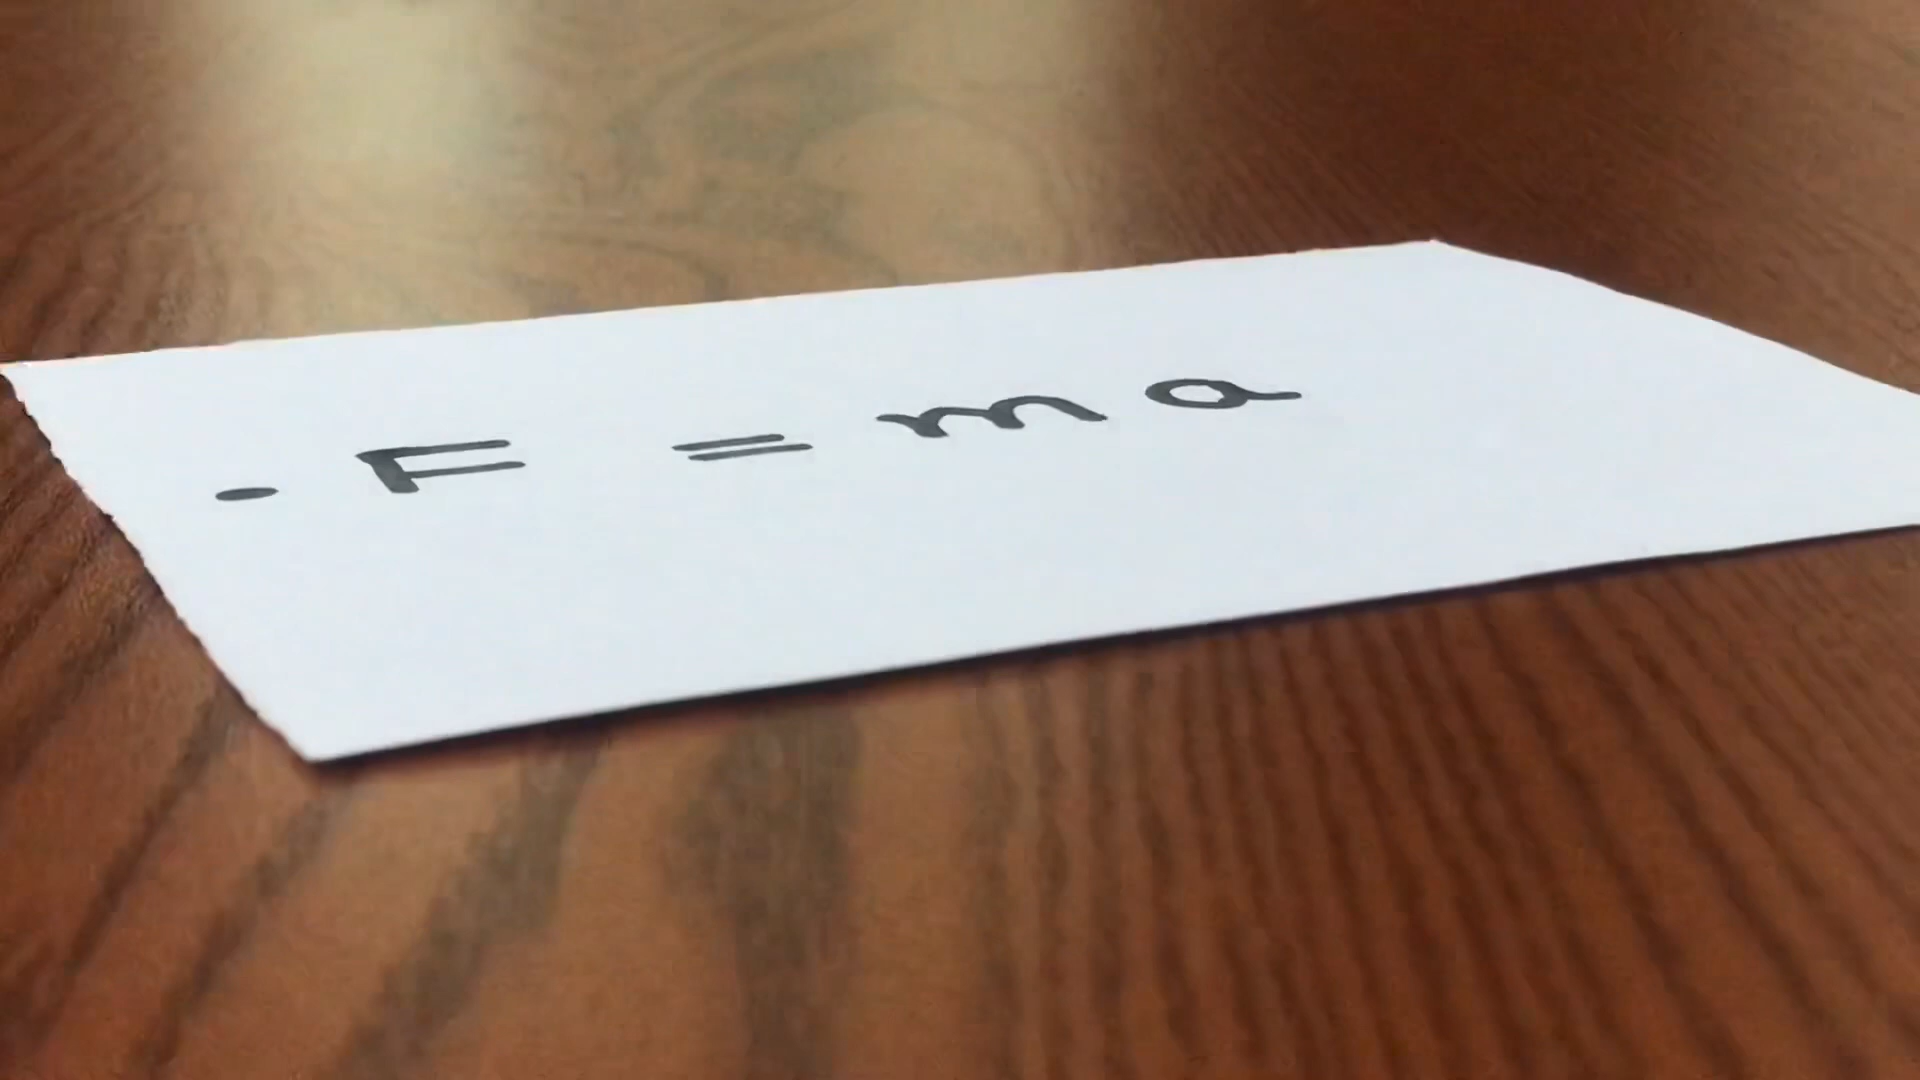 • F = ma